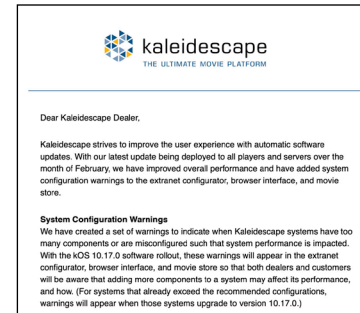 kaleidescape
THE ULTIMATE MOVIE PLATFORM
Dear Kaleidescape Dealer,
Kaleidescape strives to improve the user experience with automatic software
updates. With our latest update being deployed to all players and servers over the
month of February, we have improved overall performance and have added system
configuration warnings to the extranet configurator, browser interface, and movie
store.
System Configuration Warnings
We have created a set of warnings to indicate when Kaleidescape systems have too
many components or are misconfigured such that system performance is impacted.
With the kOS 10.17.0 software rollout, these warnings will appear in the extranet
configurator, browser interface, and movie store so that both dealers and customers
will be aware that adding more components to a system may affect its performance,
and how. (For systems that already exceed the recommended configurations,
warnings will appear when those systems upgrade to version 10.17.0.)